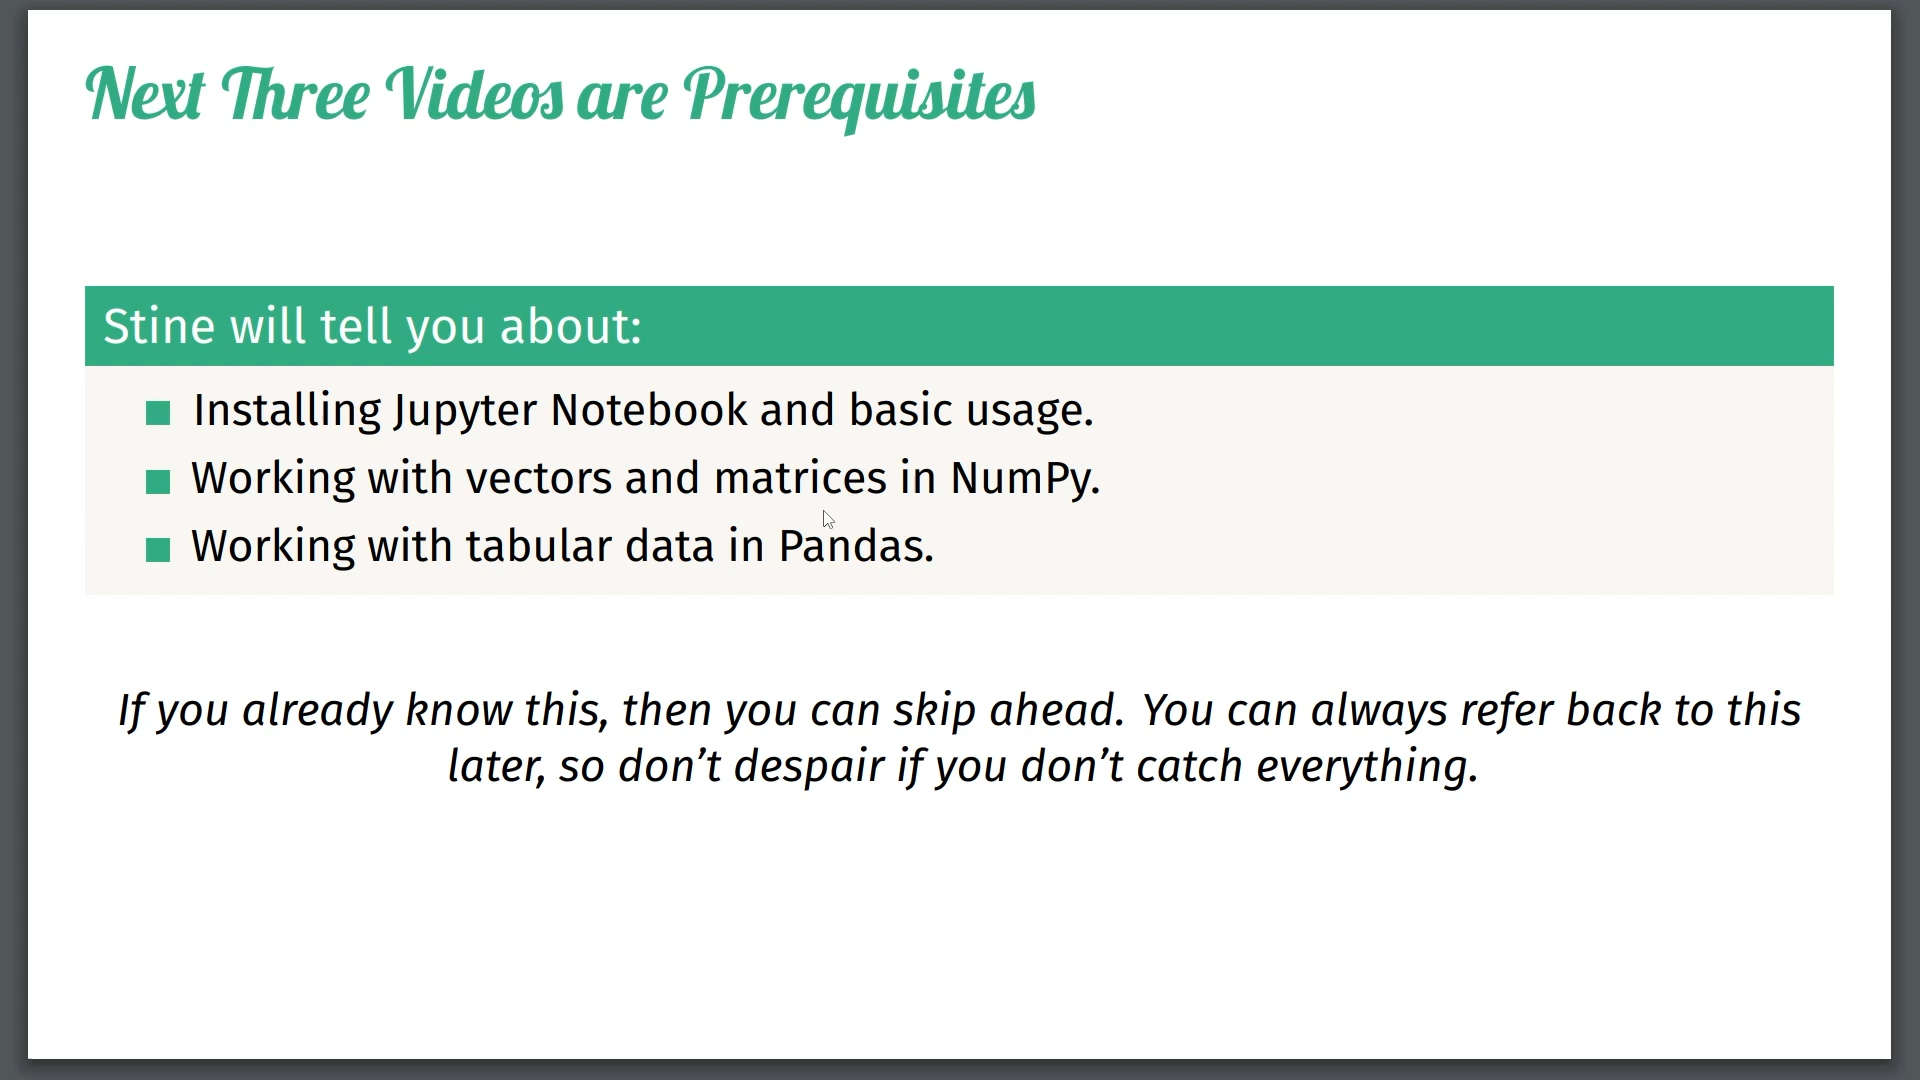 Next Three Videos are Prerequisites
Stine will tell you about:
Installing Jupyter Notebook and basic usage.
Working with vectors and matrices in NumPy.
Working with tabular data in Pandas.
If you already know this, then you can skip ahead. You can always refer back to this
later, so don’t despair if you don’t catch everything.